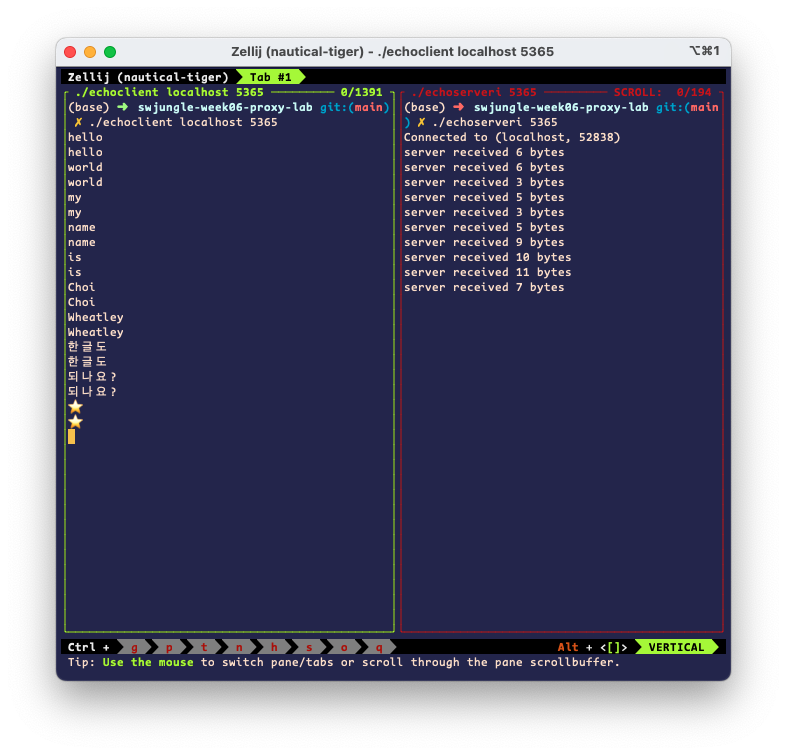 Zellij (nautical-tiger) - ./echoclient localhost 5365
⌥⌘1
Zellij (nautical-tiger) Tab #1
./echoclient localhost 5365 0/1391
(base) ➜ swjungle-week06-proxy-lab git:(main)
✗ ./echoclient localhost 5365
hello
hello
world
world
my
my
name
name
is
is
Choi
Choi
Wheatley
Wheatley
한글도
한글도
되나요?
되나요?
⭐
⭐
./echoserveri 5365 SCROLL: 0/194
(base) ➜ swjungle-week06-proxy-lab git:(main
) ✗ ./echoserveri 5365
Connected to (localhost, 52838)
server received 6 bytes
server received 6 bytes
server received 3 bytes
server received 5 bytes
server received 3 bytes
server received 5 bytes
server received 9 bytes
server received 10 bytes
server received 11 bytes
server received 7 bytes
Ctrl + g p t n h s o q Alt + <[]> VERTICAL
Tip: Use the mouse to switch pane/tabs or scroll through the pane scrollbuffer.